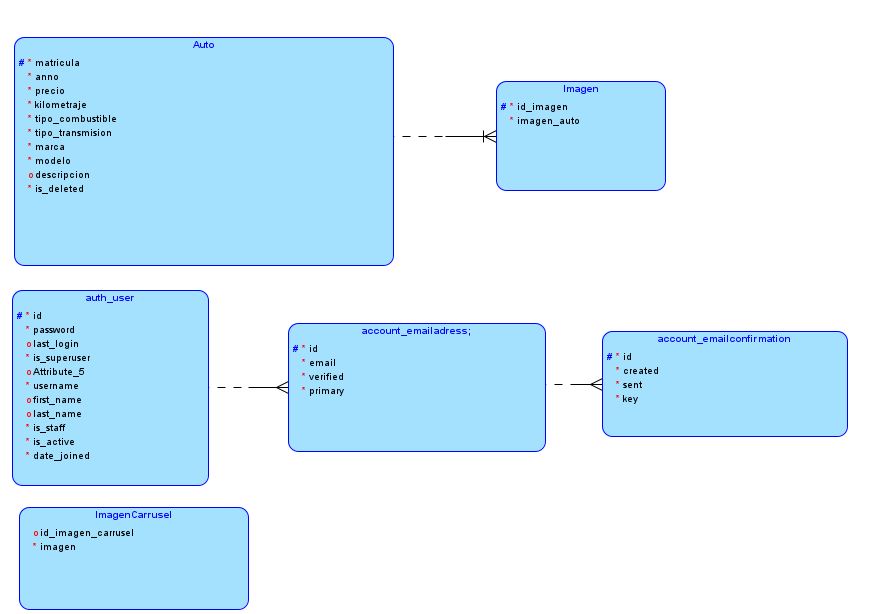 Auto
# * matricula
* anno
* precio
* kilometraje
* tipo_combustible
* tipo_transmision
* marca
* modelo
o descripcion
* is_deleted
Imagen
# * id_imagen
* imagen_auto
auth_user
# * id
* password
o last_login
* is_superuser
o Attribute_5
* username
o first_name
o last_name
* is_staff
* is_active
* date_joined
account_emailadress;
# * id
* email
* verified
* primary
account_emailconfirmation
# * id
* created
* sent
* key
ImagenCarrusel
o id_imagen_carrusel
* imagen